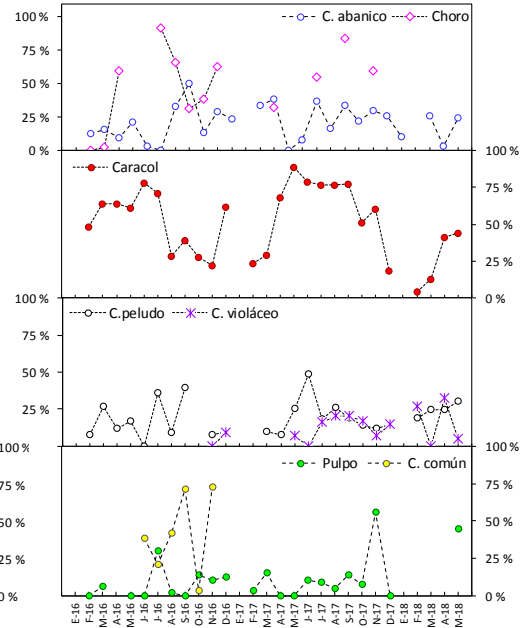 100 %
C. abanico
Choro
75 %
50 %
25 %
0 %
100 %
Caracol
75 %
50 %
25 %
100 %
0 %
C.peludo
C. violáceo
75 %
50 %
25 %
100 %
100 %
Pulpo
C. común
75 %
75 %
50 %
50 %
25 %
25 %
0 %
0 %
E-16
F-16
M-16
A-16
M-16
J-16
J-16
A-16
S-16
O-16
N-16
D-16
E-17
F-17
M-17
A-17
M-17
J-17
J-17
A-17
S-17
O-17
N-17
D-17
E-18
F-18
M-18
A-18
M-18